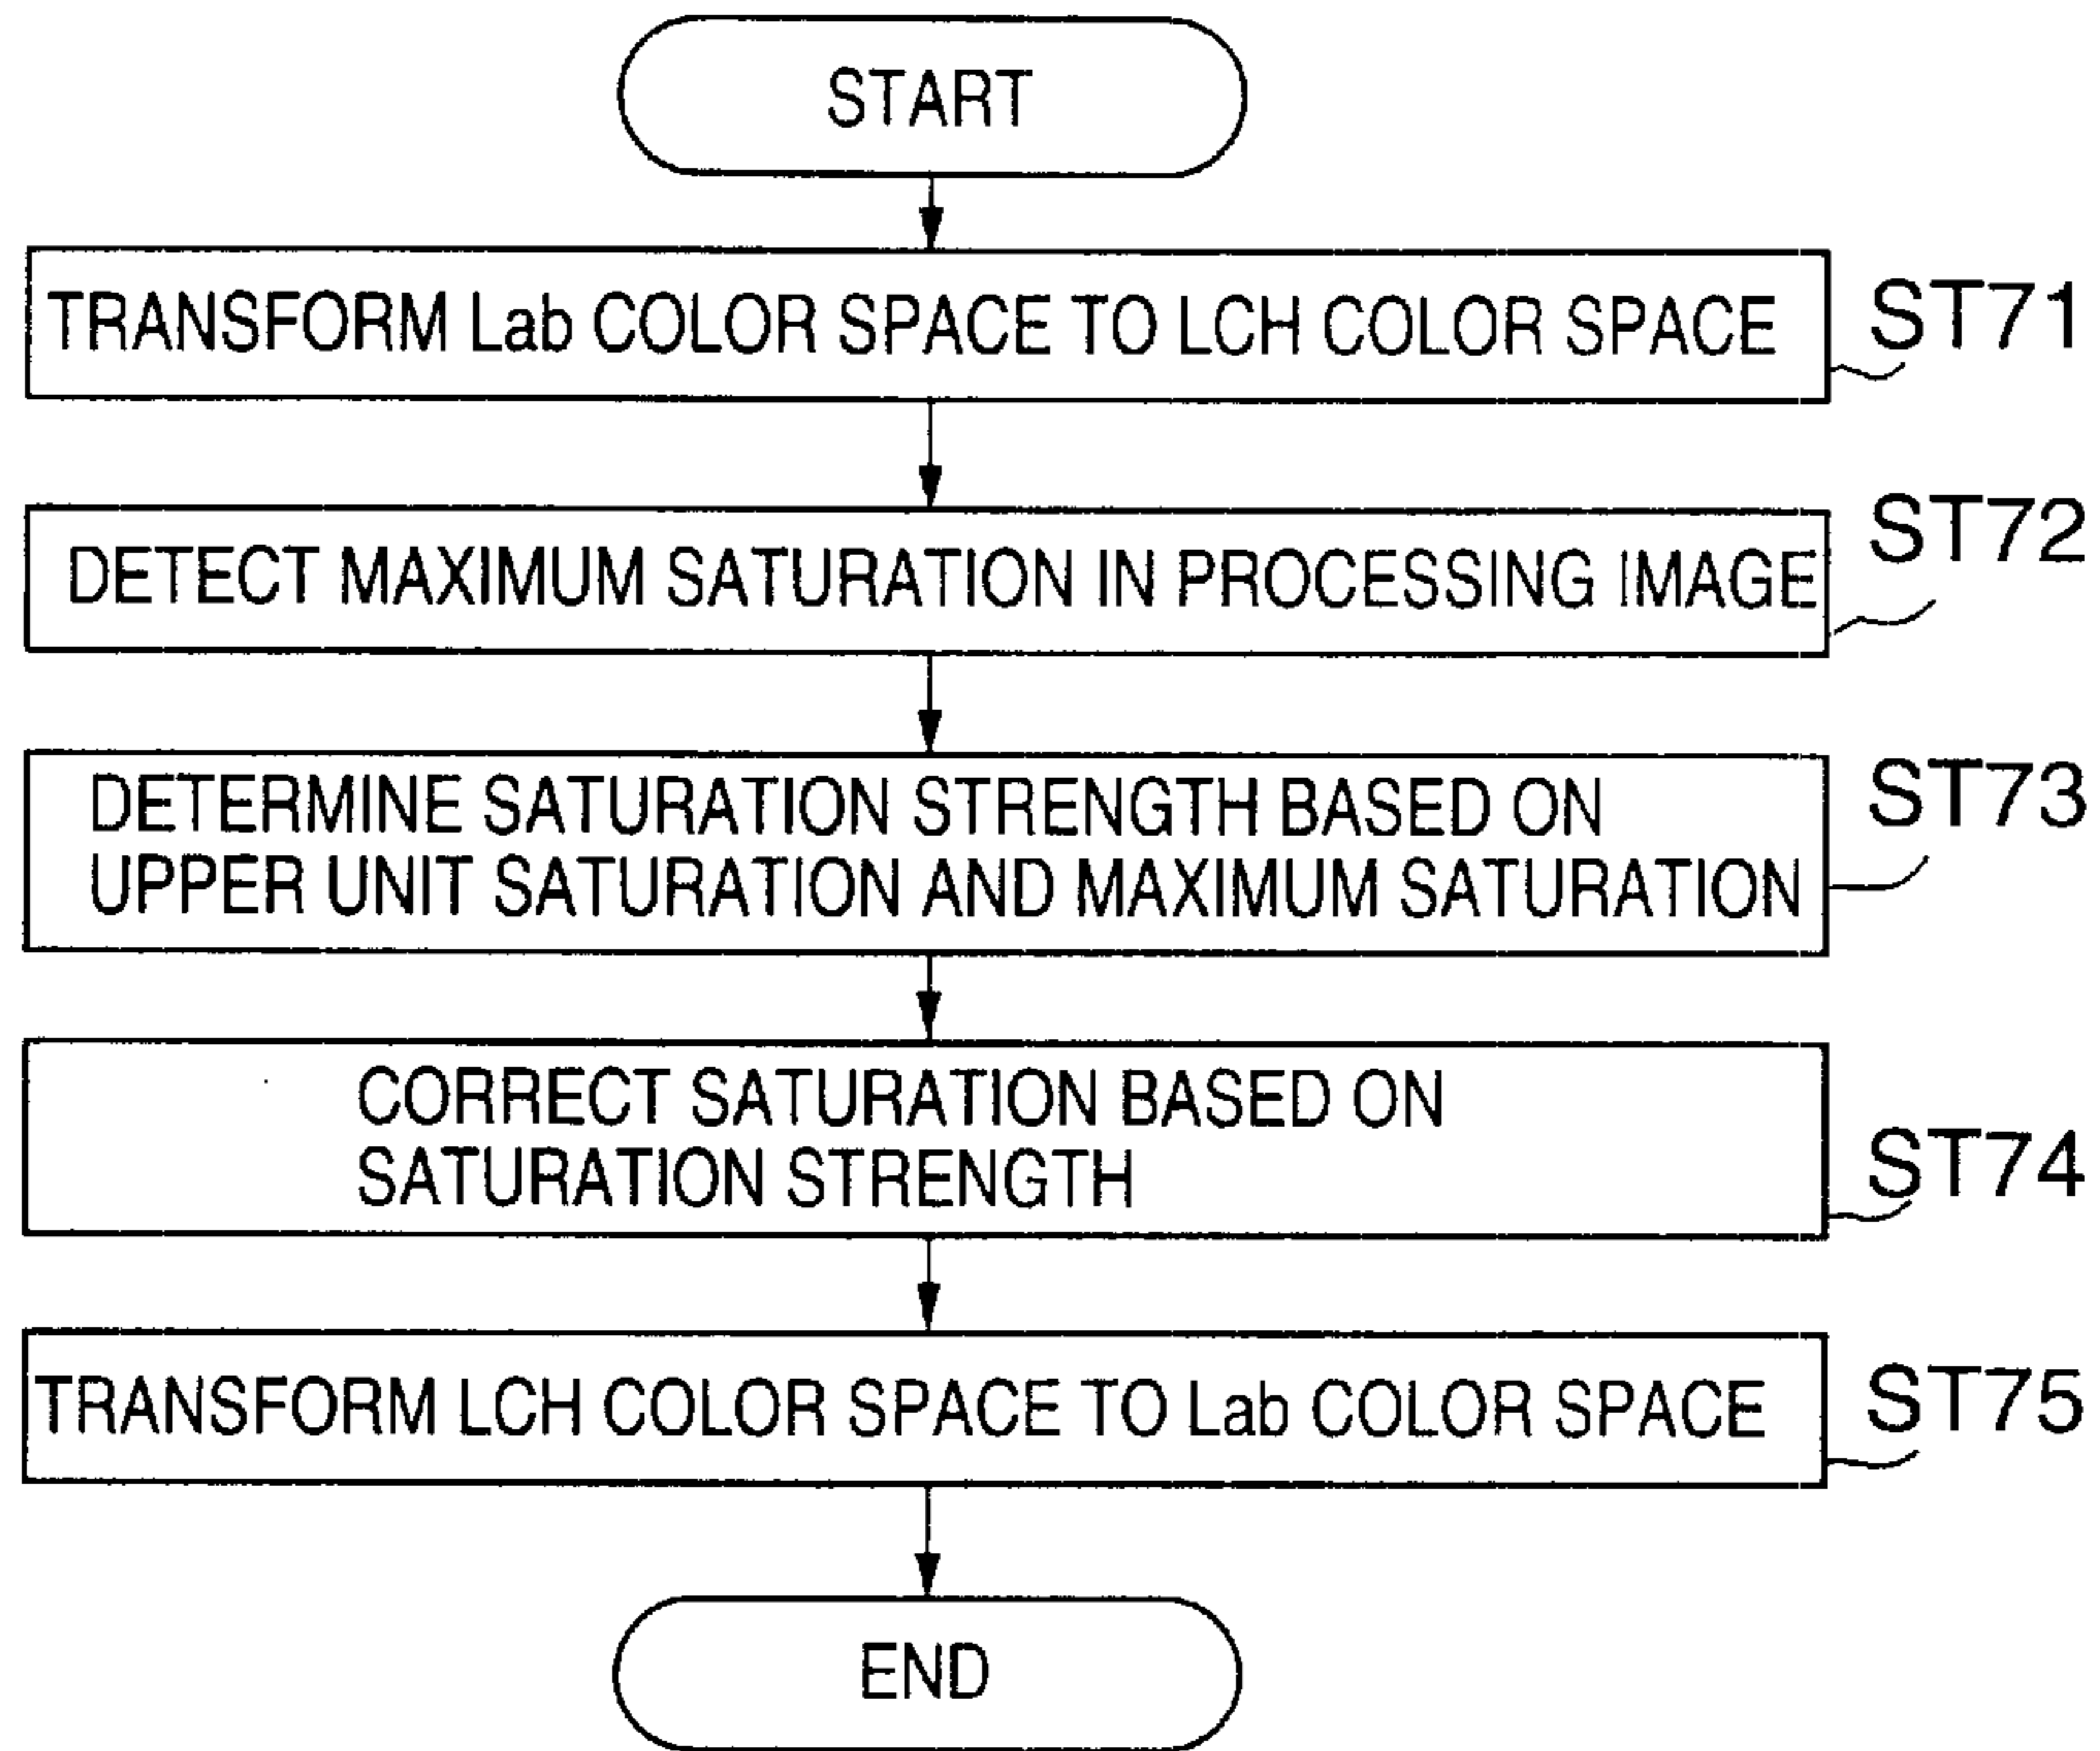 START
TRANSFORM Lab COLOR SPACE TO LCH COLOR SPACE
ST71
DETECT MAXIMUM SATURATION IN PROCESSING IMAGE
ST72
DETERMINE SATURATION STRENGTH BASED ON
UPPER UNIT SATURATION AND MAXIMUM SATURATION
ST73
CORRECT SATURATION BASED ON
SATURATION STRENGTH
ST74
TRANSFORM LCH COLOR SPACE TO Lab COLOR SPACE
ST75
END